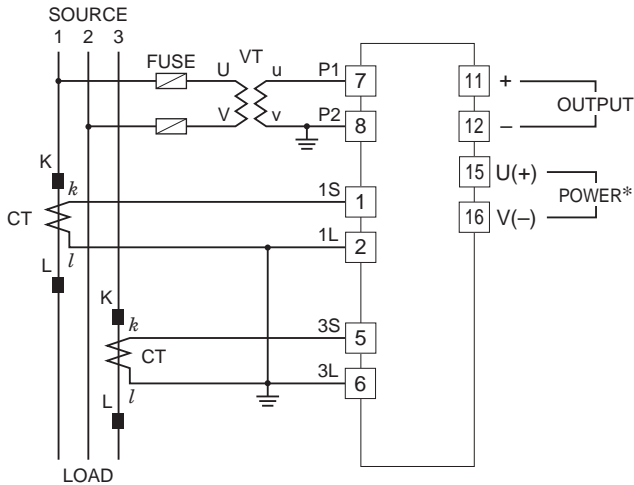 SOURCE
1 2 3
FUSE
VT
U u P1 7
V v P2 8
11 +
OUTPUT
12 –
15 U(+)
POWER*
16 V(–)
K
k
1S 1
CT
1L 2
L l
K
k
3S 5
CT
3L 6
L l
LOAD